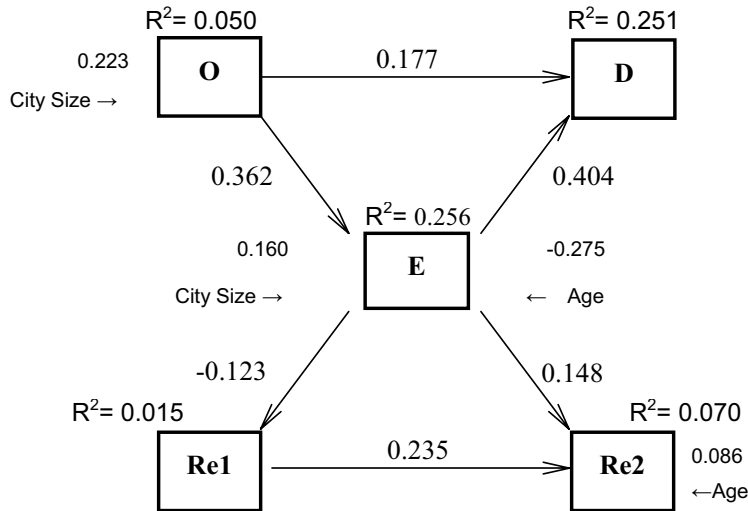 R²= 0.050
R²= 0.251
0.223
O
0.177
D
City Size →
0.362
0.404
R²= 0.256
0.160
E
-0.275
City Size →
← Age
-0.123
0.148
R²= 0.015
R²= 0.070
Re1
0.235
Re2
0.086
←Age